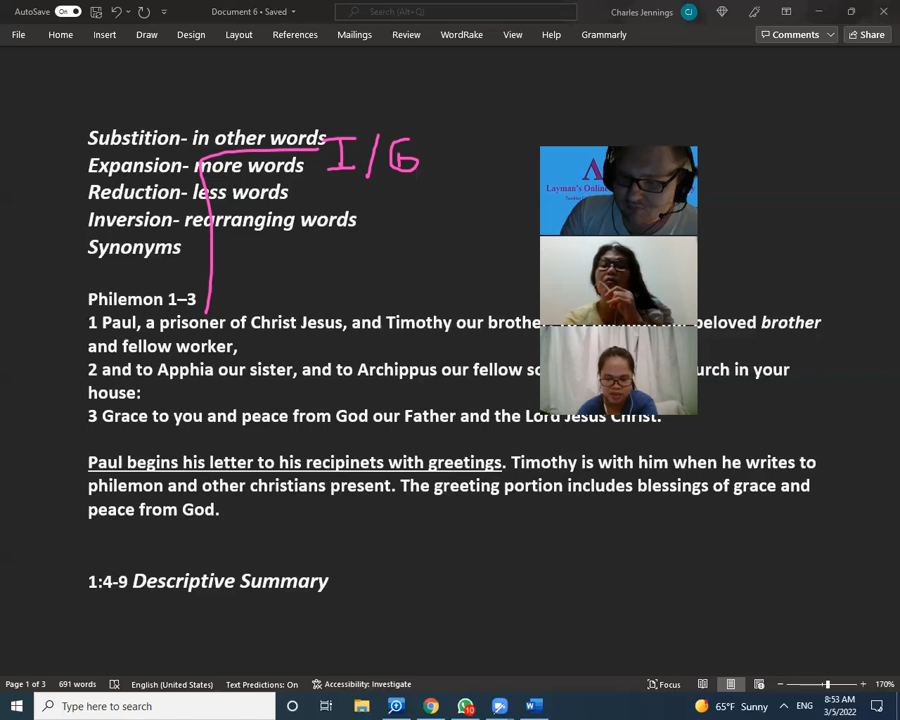 AutoSave On Document 6 • Saved Search (Alt+Q) Charles Jennings CJ
File Home Insert Draw Design Layout References Mailings Review WordRake View Help Grammarly Comments Share
Substition- in other words
I/G
Expansion- more words
Reduction- less words
Inversion- rearranging words
Synonyms
Philemon 1–3
1 Paul, a prisoner of Christ Jesus, and Timothy our brother beloved brother
and fellow worker,
2 and to Apphia our sister, and to Archippus our fellow in your
house:
3 Grace to you and peace from God our Father and the Lord Jesus Christ.
Paul begins his letter to his recipinets with greetings. Timothy is with him when he writes to
philemon and other christians present. The greeting portion includes blessings of grace and
peace from God.
1:4-9 Descriptive Summary
Layman's Online
Page 1 of 3 691 words English (United States) Text Predictions: On Accessibility: Investigate Focus 170%
Type here to search 10 65°F Sunny ENG 8:53 AM
3/5/2022